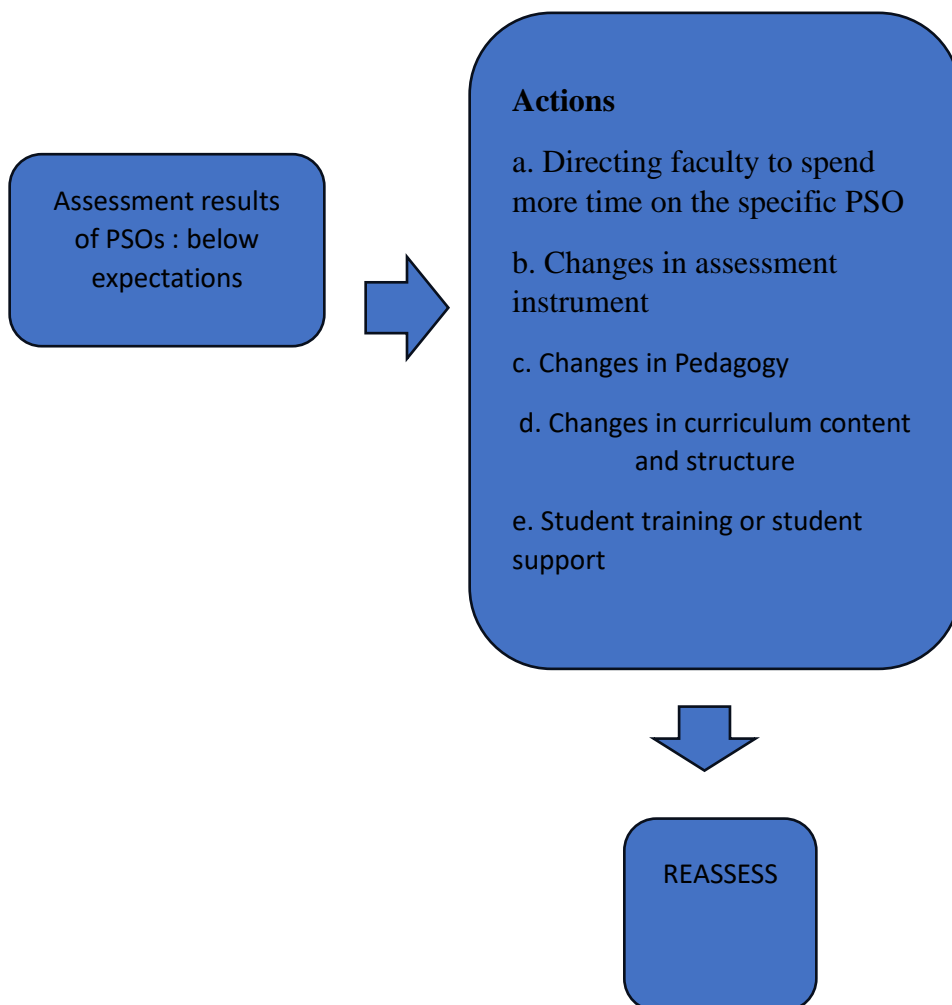 Assessment results
of PSOs : below
expectations
Actions
a. Directing faculty to spend
more time on the specific PSO
b. Changes in assessment
instrument
c. Changes in Pedagogy
d. Changes in curriculum content
and structure
e. Student training or student
support
REASSESS